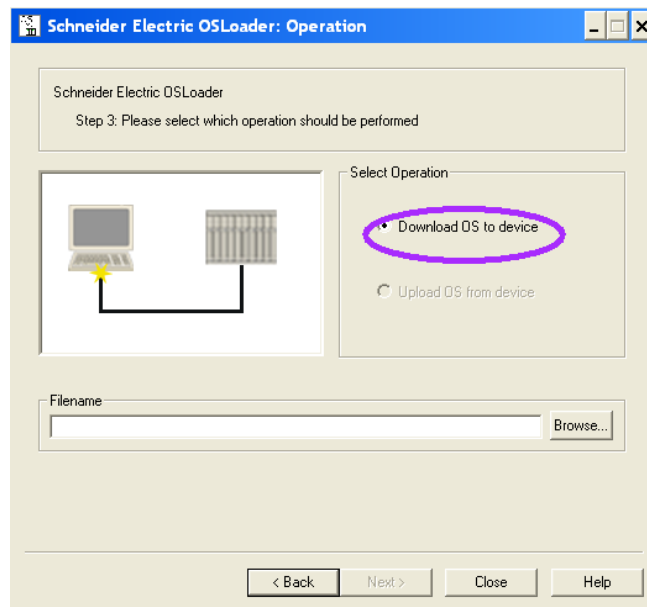 Schneider Electric OSLoader: Operation
Schneider Electric OSLoader
Step 3: Please select which operation should be performed
Select Operation
Download OS to device
Upload OS from device
Filename
Browse...
< Back
Next >
Close
Help